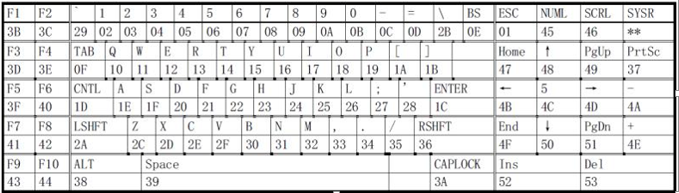 F1 F2 ` 1 2 3 4 5 6 7 8 9 0 - = \ BS ESC NUML SCRL SYSR
3B 3C 29 02 03 04 05 06 07 08 09 0A 0B 0C 0D 2B 0E 01 45 46 **
F3 F4 TAB Q W E R T Y U I O P [ ] Home ↑ PgUp PrtSc
3D 3E 0F 10 11 12 13 14 15 16 17 18 19 1A 1B 47 48 49 37
F5 F6 CNTL A S D F G H J K L ; ' ENTER ← 5 → -
3F 40 1D 1E 1F 20 21 22 23 24 25 26 27 28 1C 4B 4C 4D 4A
F7 F8 LSHFT Z X C V B N M , . / RSHFT End ↓ PgDn +
41 42 2A 2C 2D 2E 2F 30 31 32 33 34 35 36 4F 50 51 4E
F9 F10 ALT Space CAPLOCK Ins Del
43 44 38 39 3A 52 53